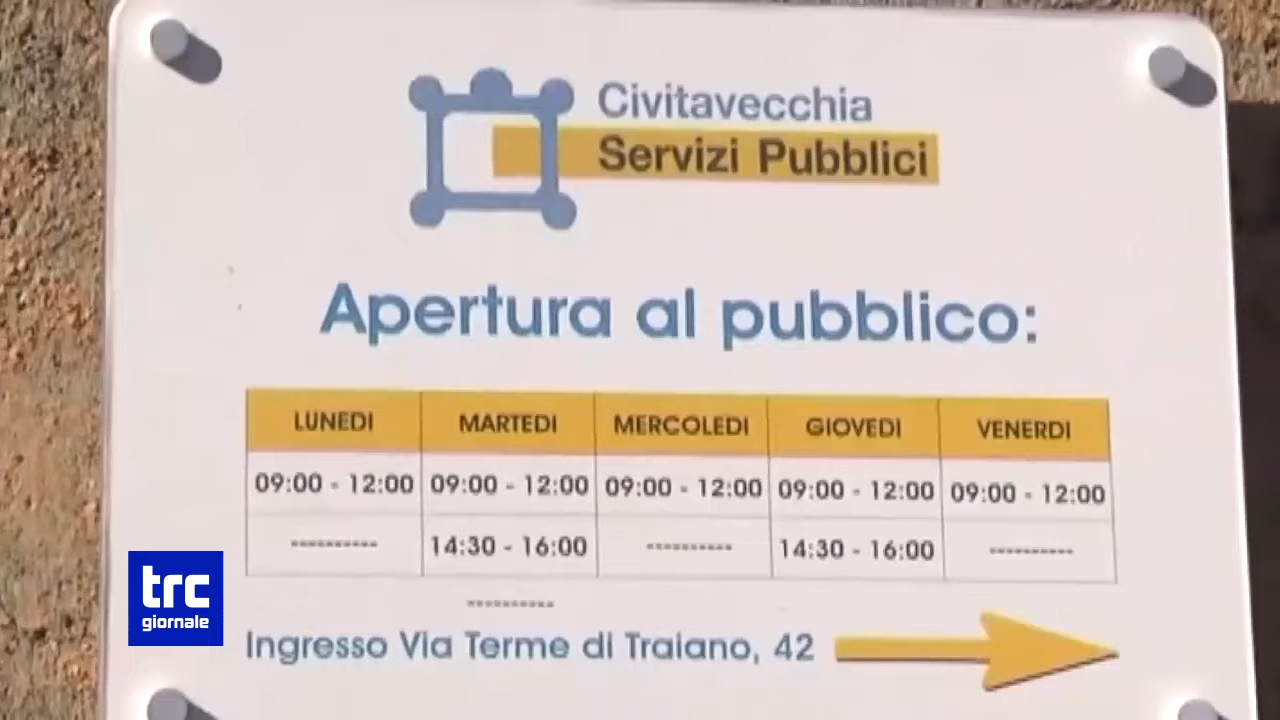 Civitavecchia
Servizi Pubblici
Apertura al pubblico:
LUNEDI MARTEDI MERCOLEDI GIOVEDI VENERDI
09:00 - 12:00 09:00 - 12:00 09:00 - 12:00 09:00 - 12:00 09:00 - 12:00
---------- 14:30 - 16:00 ---------- 14:30 - 16:00 ----------
----------
Ingresso Via Terme di Traiano, 42
trc
giornale